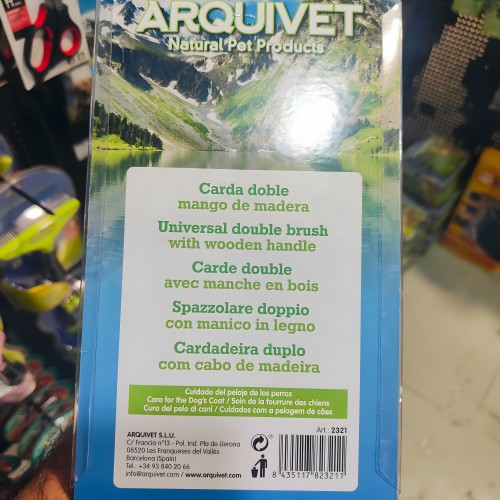 ARQUIVET
Natural Pet Products
Carda doble
mango de madera
Universal double brush
with wooden handle
Carde double
avec manche en bois
Spazzolare doppio
con manico in legno
Cardadeira duplo
com cabo de madeira
Cuidado del pelaje de los perros
Care for the Dog's Coat / Soin de la fourrure des chiens
Cura del pelo di cani / Cuidados com a pelagem de cães
Art.: 2321
ARQUIVET S.L.U.
C/ Francia nº13 - Pol. Ind. Pla de Llerona
08520 Les Franqueses del Vallés
Barcelona (Spain)
Tel.: +34 93 840 20 66
info@arquivet.com / www.arquivet.com
8 435117 823211